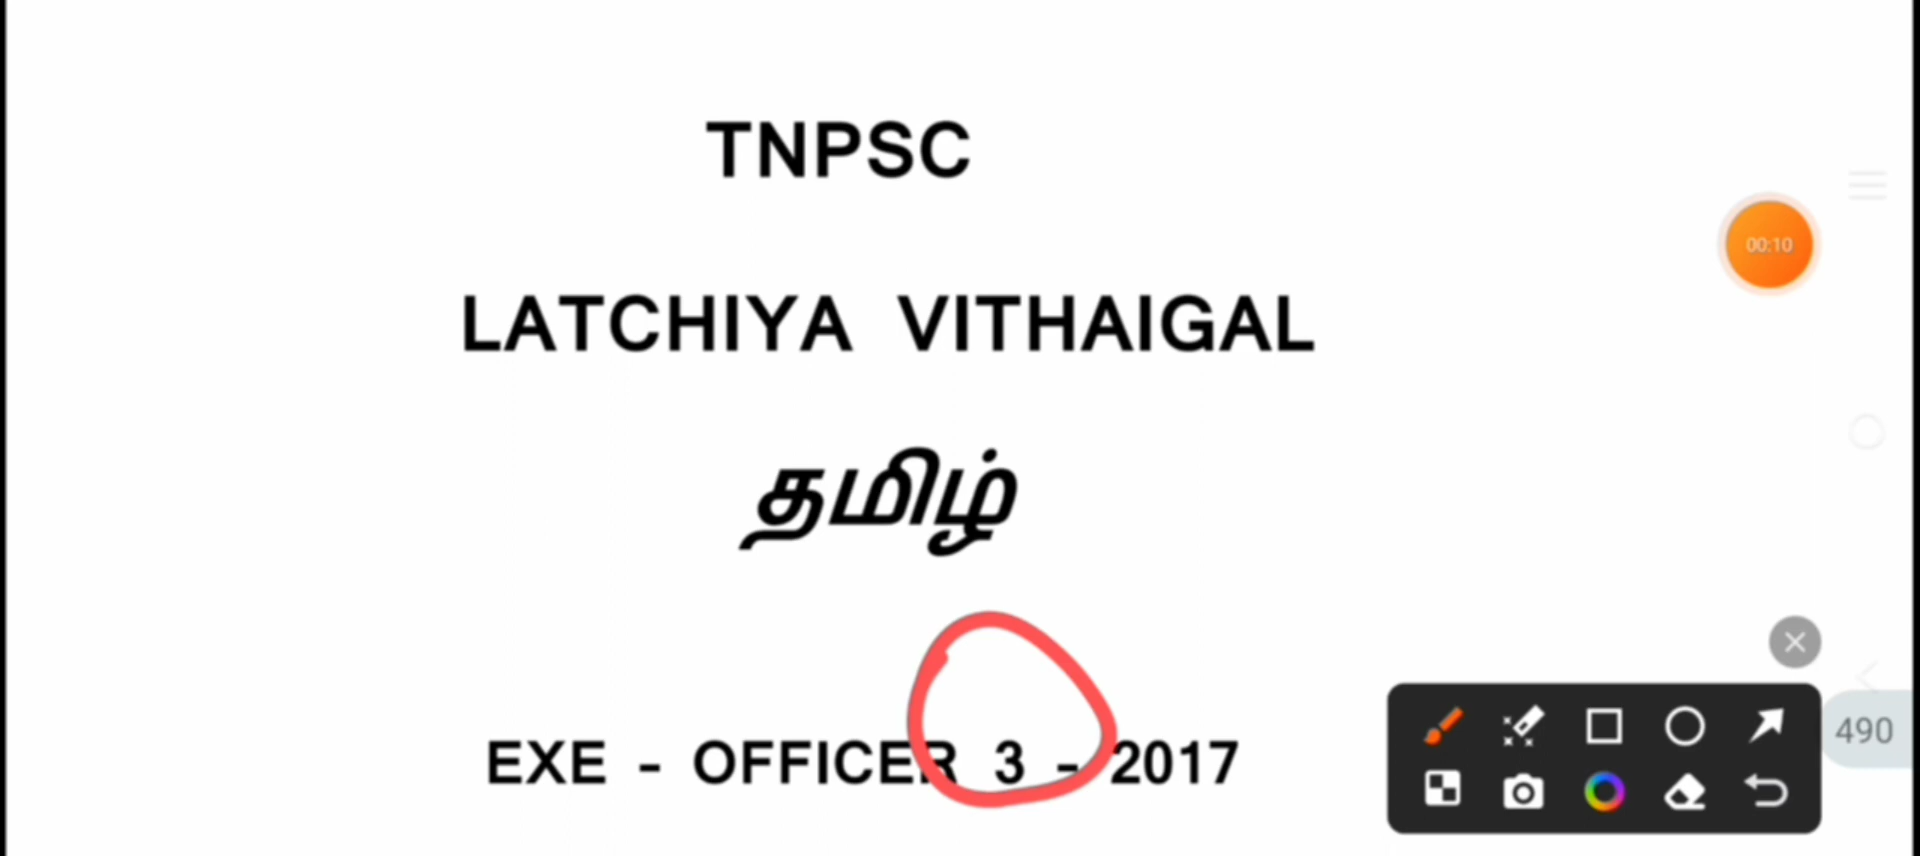 TNPSC
00:10
LATCHIYA VITHAIGAL
தமிழ்
EXE - OFFICER 3 - 2017
490